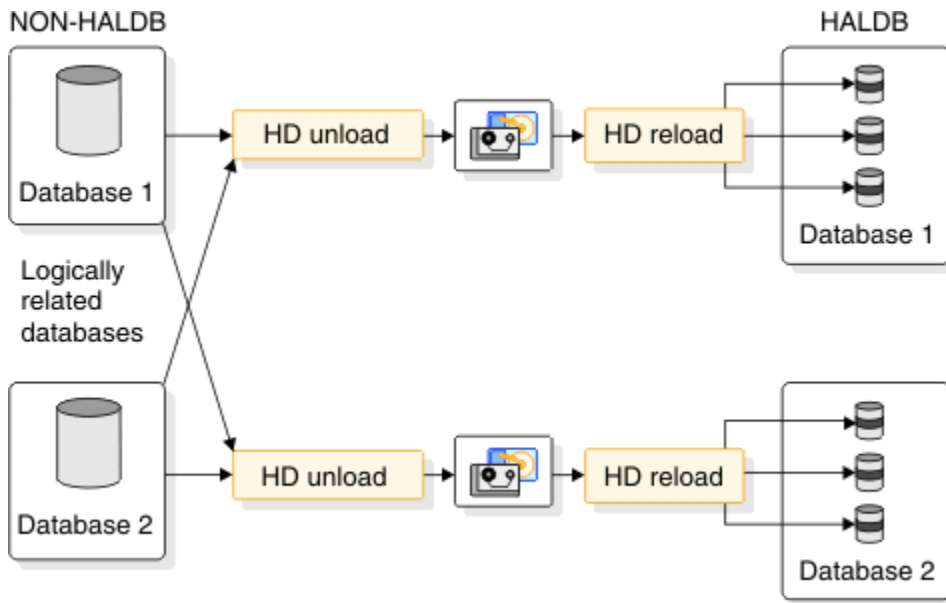 NON-HALDB
HALDB
Database 1
HD unload
HD reload
Database 1
Logically
related
databases
Database 2
HD unload
HD reload
Database 2